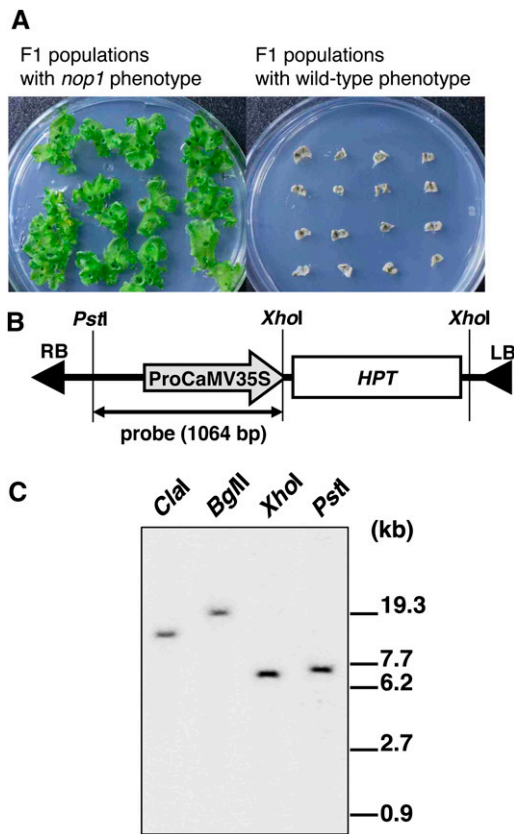 A
F1 populations
with nop1 phenotype
F1 populations
with wild-type phenotype
B
PstI
XhoI
XhoI
RB
LB
ProCaMV35S
HPT
probe (1064 bp)
C
ClaI
BglII
XhoI
PstI
(kb)
19.3
7.7
6.2
2.7
0.9